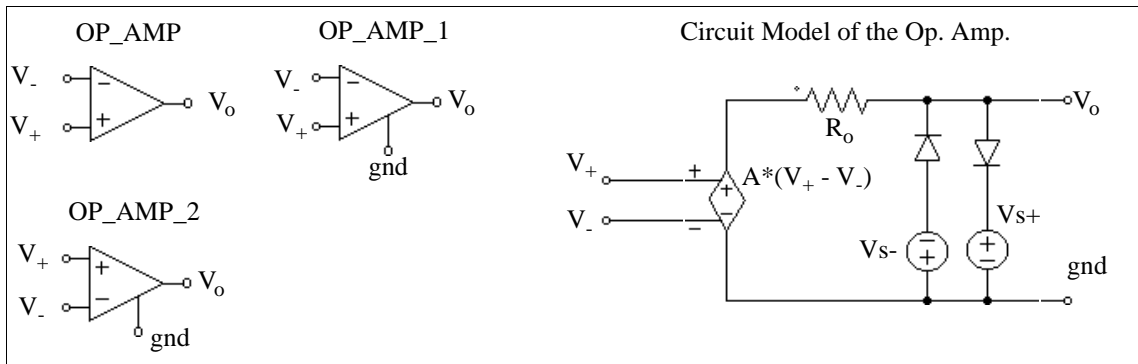 OP_AMP
V-
V+
Vo
OP_AMP_1
V-
V+
Vo
gnd
OP_AMP_2
V+
V-
Vo
gnd
Circuit Model of the Op. Amp.
Ro
Vo
V+
V-
A*(V+ - V-)
Vs-
Vs+
gnd